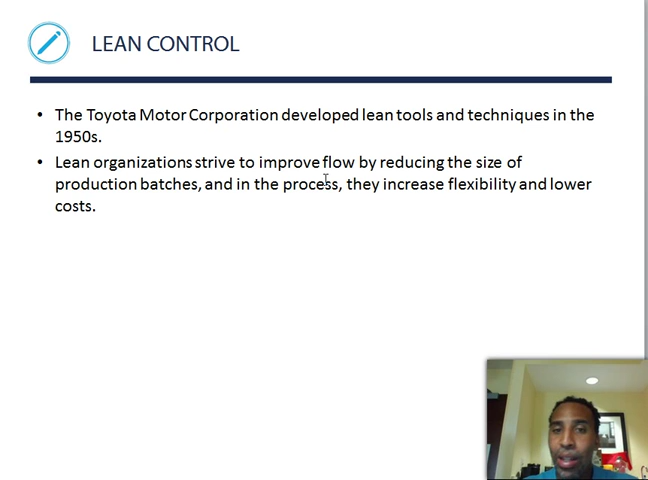 LEAN CONTROL
• The Toyota Motor Corporation developed lean tools and techniques in the
1950s.
• Lean organizations strive to improve flow by reducing the size of
production batches, and in the process, they increase flexibility and lower
costs.